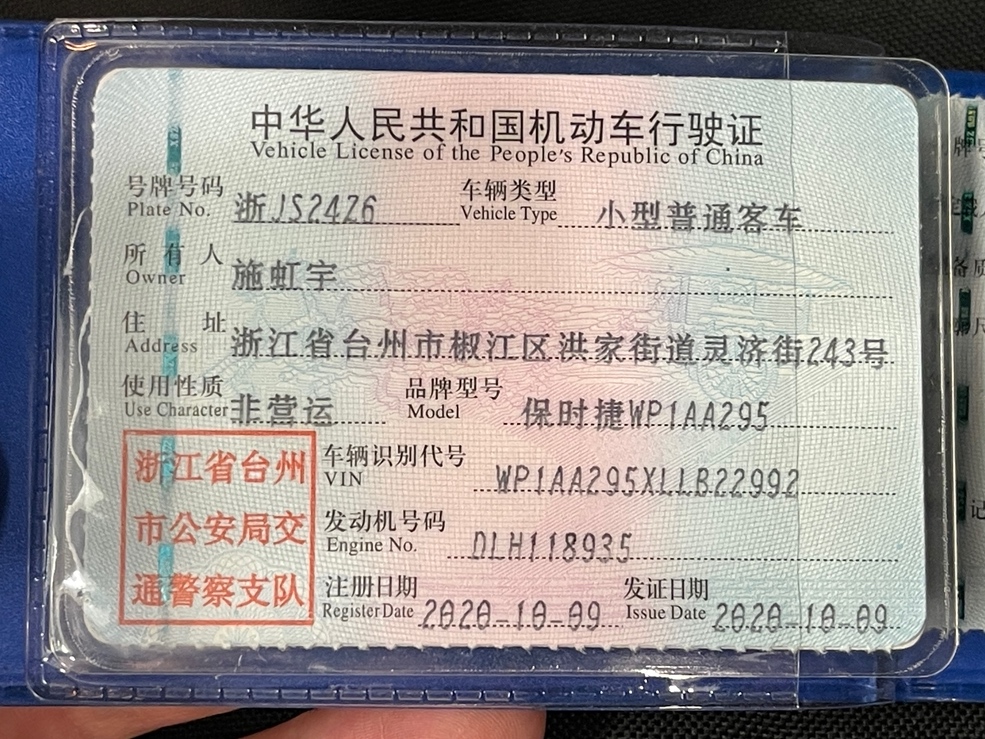 中华人民共和国机动车行驶证
Vehicle License of the People's Republic of China
号牌号码 浙JS24Z6 车辆类型 小型普通客车
Plate No. Vehicle Type
所有人 施虹宇
Owner
住址 浙江省台州市椒江区洪家街道灵济街243号
Address
使用性质 非营运 品牌型号 保时捷WP1AA295
Use Character Model
浙江省台州
市公安局交
通警察支队
车辆识别代号 WP1AA295XLLB22992
VIN
发动机号码 DLH118935
Engine No.
注册日期 2020-10-09 发证日期 2020-10-09
Register Date Issue Date